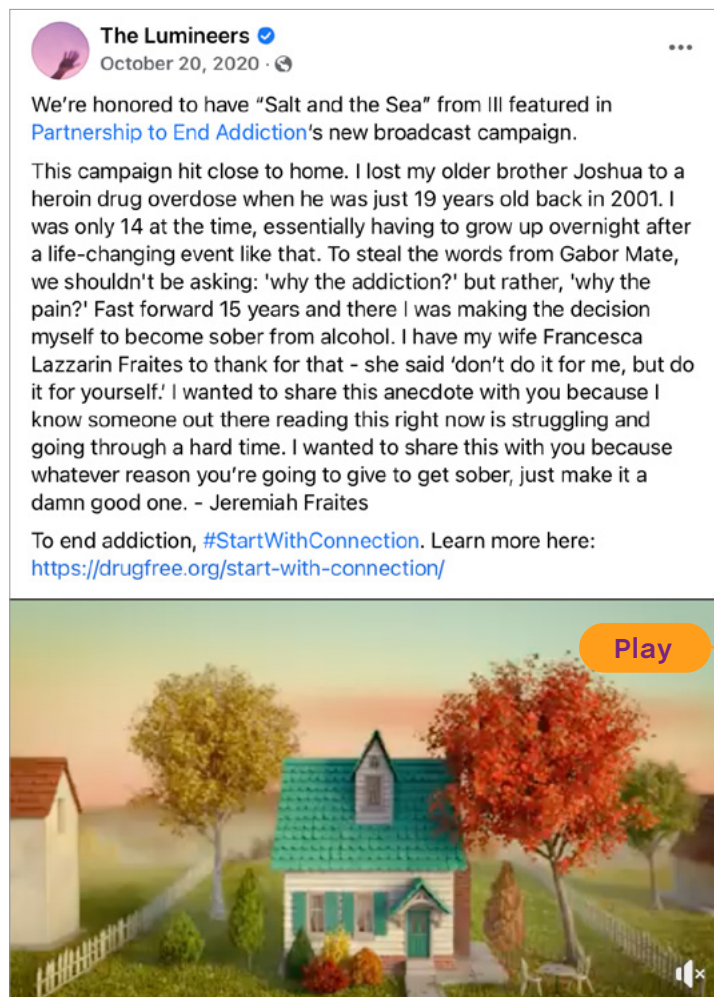 The Lumineers
October 20, 2020 ·
We’re honored to have “Salt and the Sea” from III featured in
Partnership to End Addiction’s new broadcast campaign.
This campaign hit close to home. I lost my older brother Joshua to a
heroin drug overdose when he was just 19 years old back in 2001. I
was only 14 at the time, essentially having to grow up overnight after
a life-changing event like that. To steal the words from Gabor Mate,
we shouldn't be asking: 'why the addiction?' but rather, 'why the
pain?' Fast forward 15 years and there I was making the decision
myself to become sober from alcohol. I have my wife Francesca
Lazzarin Fraites to thank for that - she said ‘don’t do it for me, but do
it for yourself.’ I wanted to share this anecdote with you because I
know someone out there reading this right now is struggling and
going through a hard time. I wanted to share this with you because
whatever reason you’re going to give to get sober, just make it a
damn good one. - Jeremiah Fraites
To end addiction, #StartWithConnection. Learn more here:
https://drugfree.org/start-with-connection/
Play